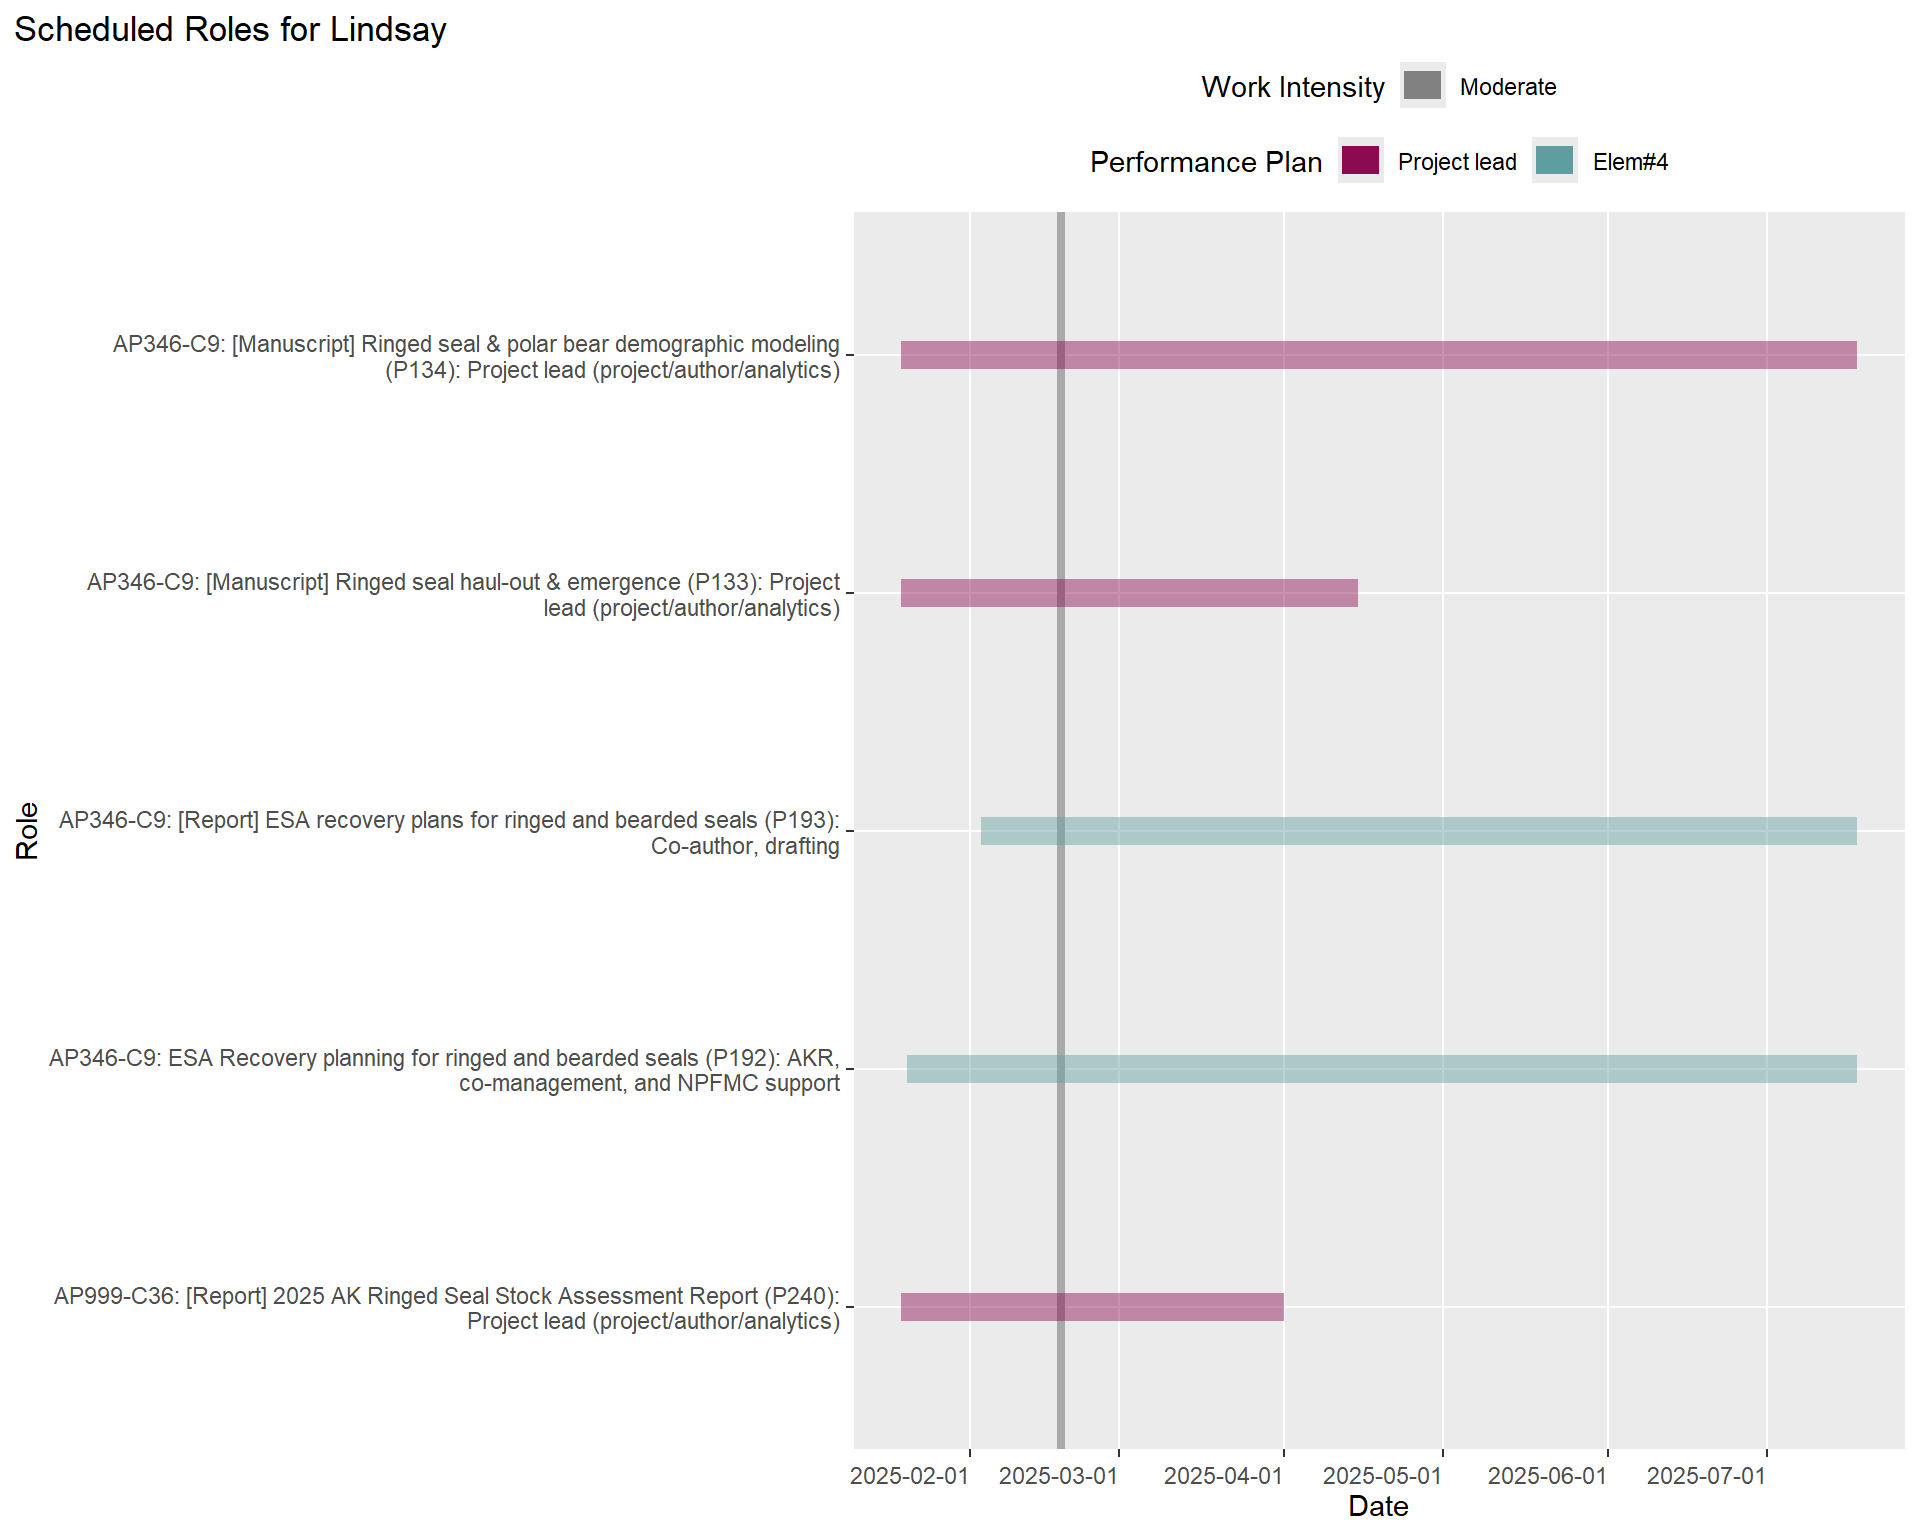 Scheduled Roles for Lindsay
Work Intensity Moderate
Performance Plan Project lead Elem#4
AP346-C9: [Manuscript] Ringed seal & polar bear demographic modeling
(P134): Project lead (project/author/analytics)
AP346-C9: [Manuscript] Ringed seal haul-out & emergence (P133): Project
lead (project/author/analytics)
Role
AP346-C9: [Report] ESA recovery plans for ringed and bearded seals (P193):
Co-author, drafting
AP346-C9: ESA Recovery planning for ringed and bearded seals (P192): AKR,
co-management, and NPFMC support
AP999-C36: [Report] 2025 AK Ringed Seal Stock Assessment Report (P240):
Project lead (project/author/analytics)
2025-02-01 2025-03-01 2025-04-01 2025-05-01 2025-06-01 2025-07-01
Date